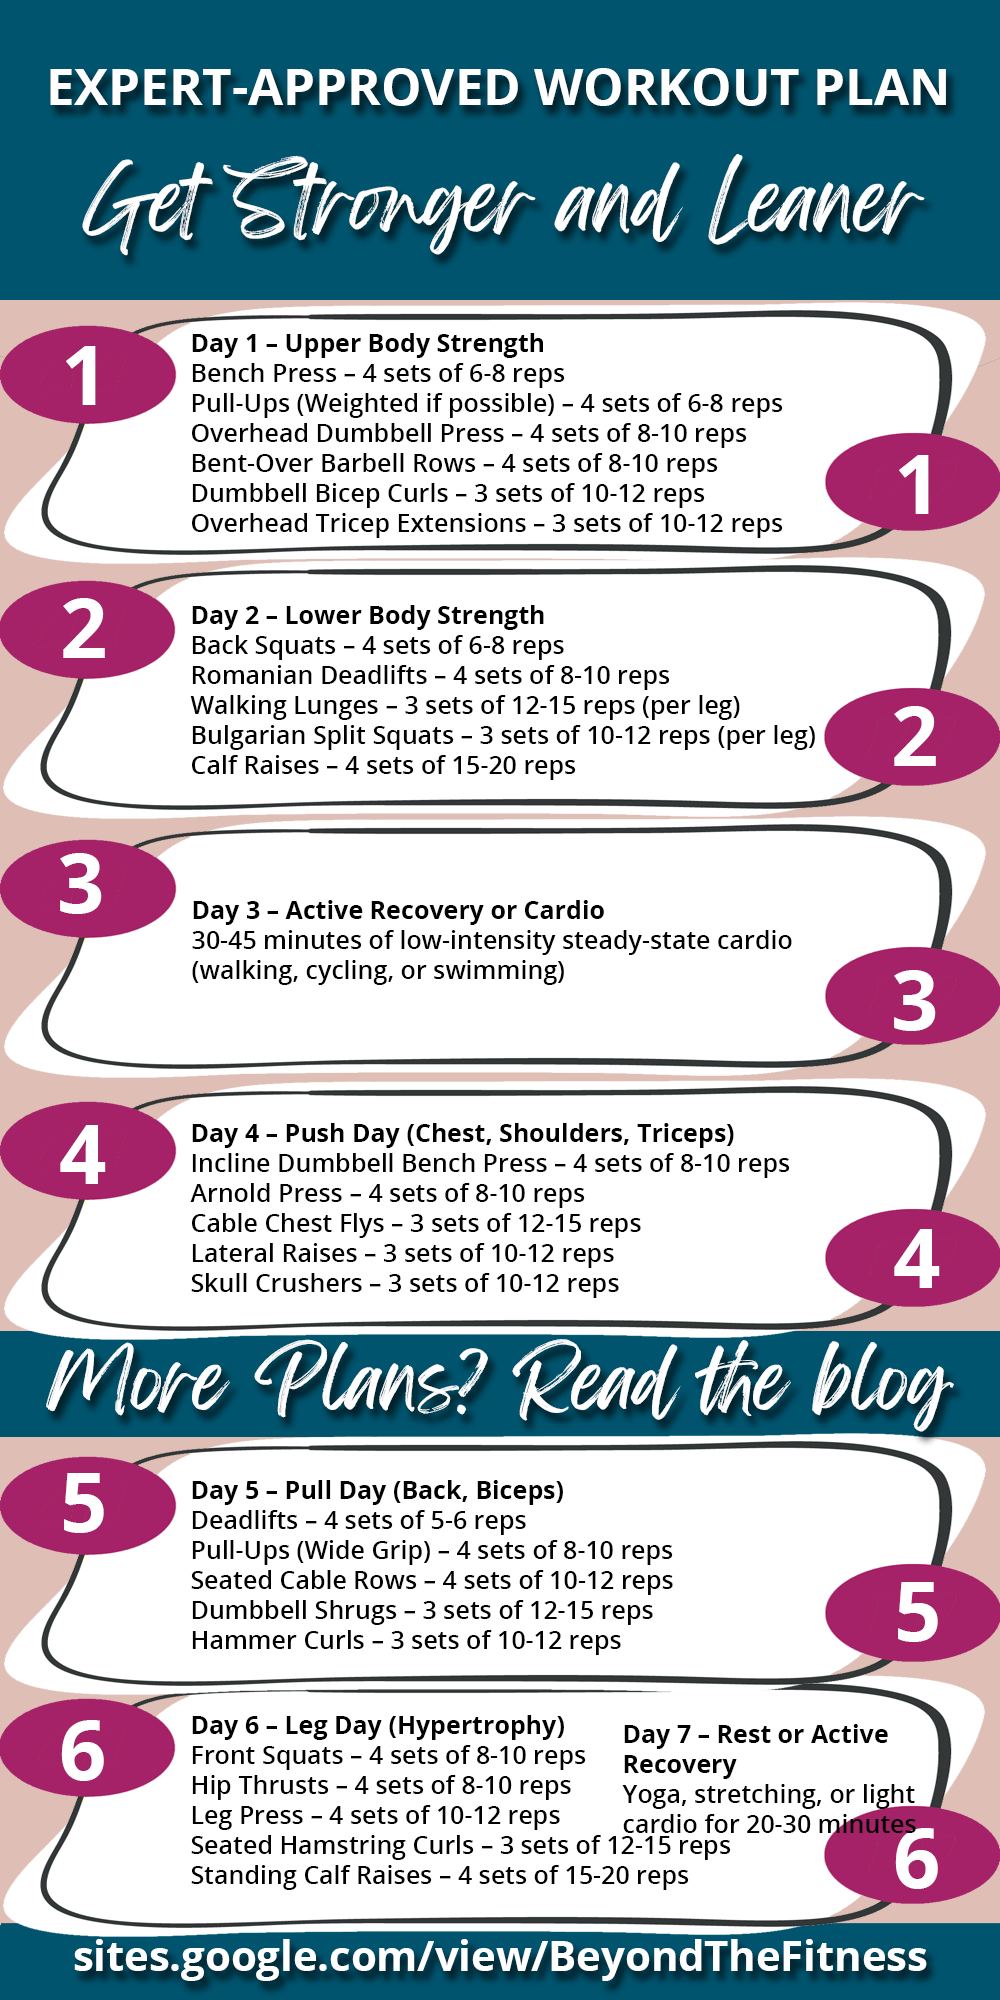 EXPERT-APPROVED WORKOUT PLAN
Get Stronger and Leaner
1
Day 1 – Upper Body Strength
Bench Press – 4 sets of 6-8 reps
Pull-Ups (Weighted if possible) – 4 sets of 6-8 reps
Overhead Dumbbell Press – 4 sets of 8-10 reps
Bent-Over Barbell Rows – 4 sets of 8-10 reps
Dumbbell Bicep Curls – 3 sets of 10-12 reps
Overhead Tricep Extensions – 3 sets of 10-12 reps
1
2
Day 2 – Lower Body Strength
Back Squats – 4 sets of 6-8 reps
Romanian Deadlifts – 4 sets of 8-10 reps
Walking Lunges – 3 sets of 12-15 reps (per leg)
Bulgarian Split Squats – 3 sets of 10-12 reps (per leg)
Calf Raises – 4 sets of 15-20 reps
2
3
Day 3 – Active Recovery or Cardio
30-45 minutes of low-intensity steady-state cardio
(walking, cycling, or swimming)
3
4
Day 4 – Push Day (Chest, Shoulders, Triceps)
Incline Dumbbell Bench Press – 4 sets of 8-10 reps
Arnold Press – 4 sets of 8-10 reps
Cable Chest Flys – 3 sets of 12-15 reps
Lateral Raises – 3 sets of 10-12 reps
Skull Crushers – 3 sets of 10-12 reps
4
More Plans? Read the blog
5
Day 5 – Pull Day (Back, Biceps)
Deadlifts – 4 sets of 5-6 reps
Pull-Ups (Wide Grip) – 4 sets of 8-10 reps
Seated Cable Rows – 4 sets of 10-12 reps
Dumbbell Shrugs – 3 sets of 12-15 reps
Hammer Curls – 3 sets of 10-12 reps
5
6
Day 6 – Leg Day (Hypertrophy)
Front Squats – 4 sets of 8-10 reps
Hip Thrusts – 4 sets of 8-10 reps
Leg Press – 4 sets of 10-12 reps
Seated Hamstring Curls – 3 sets of 12-15 reps
Standing Calf Raises – 4 sets of 15-20 reps
Day 7 – Rest or Active
Recovery
Yoga, stretching, or light
cardio for 20-30 minutes
6
sites.google.com/view/BeyondTheFitness